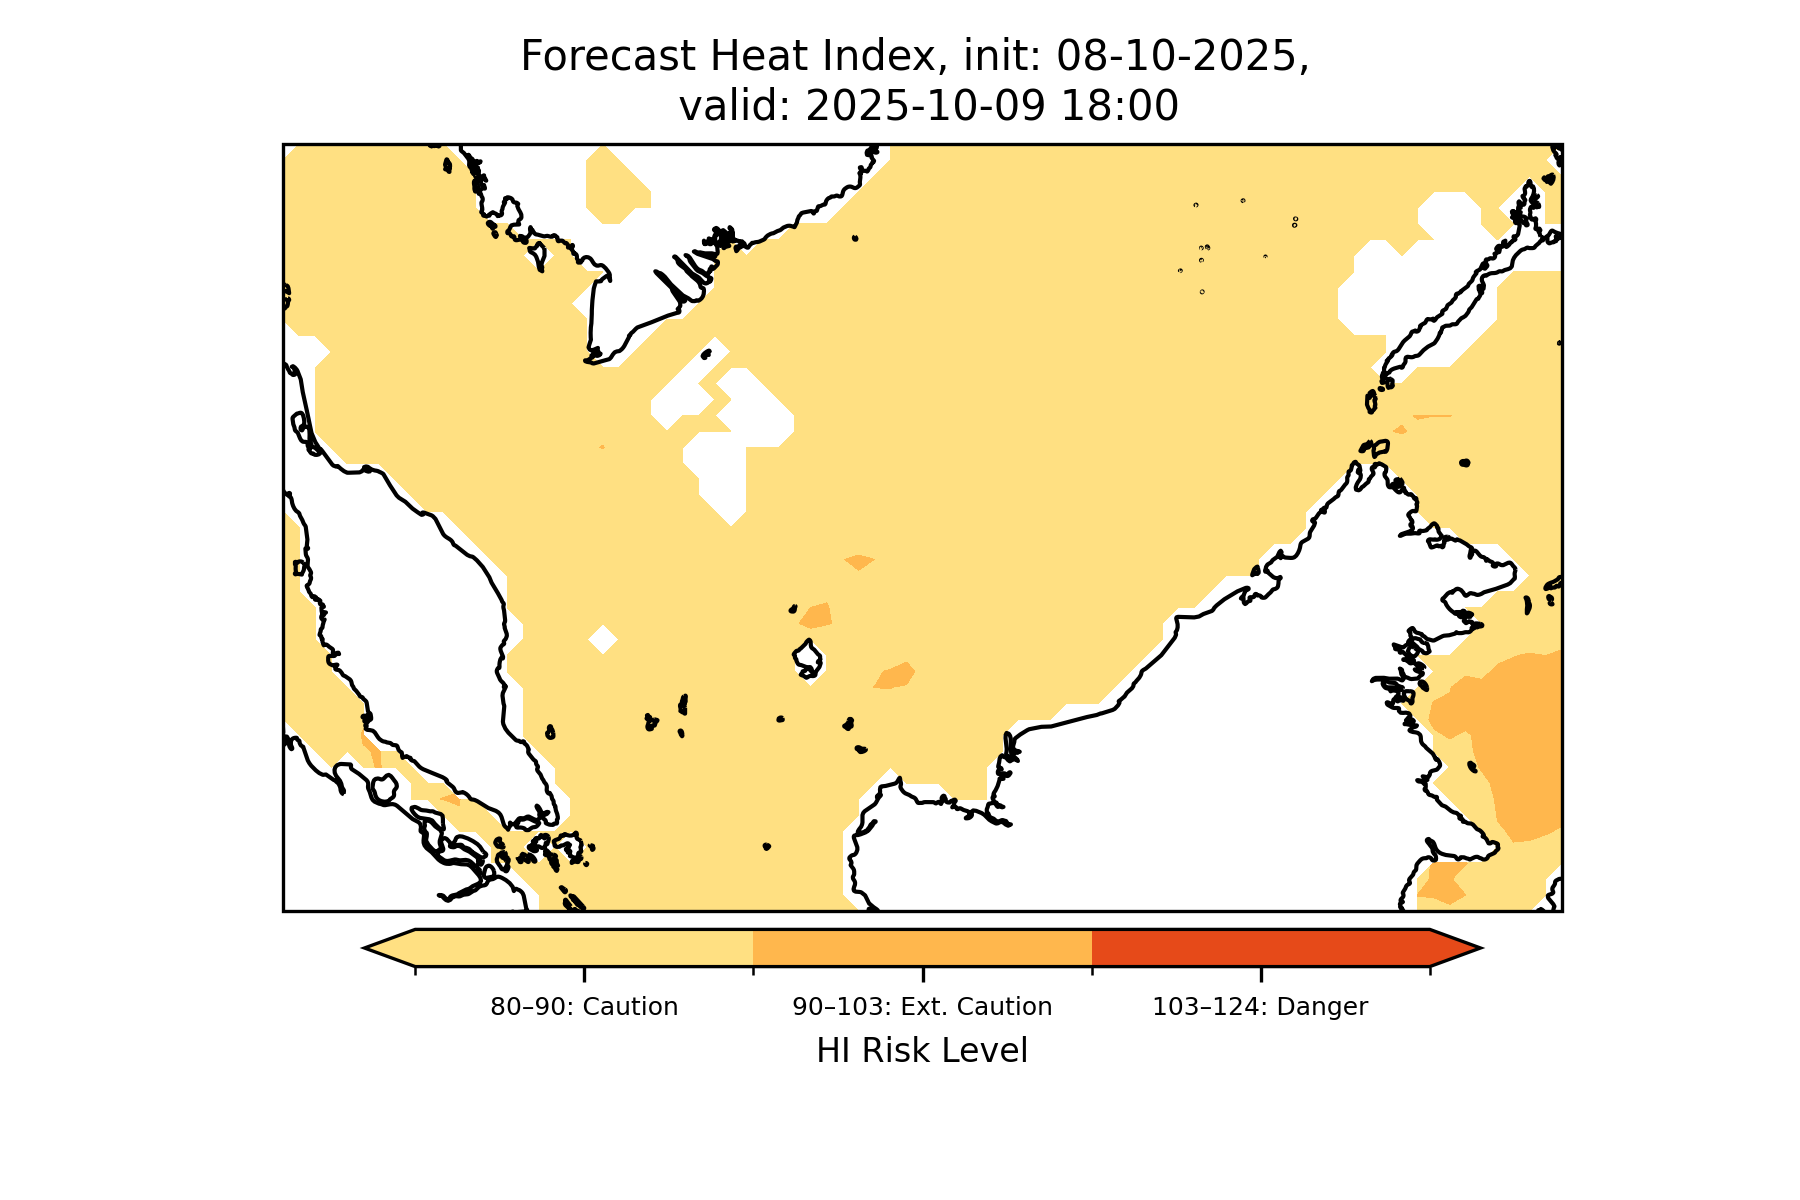 Forecast Heat Index, init: 08-10-2025,
valid: 2025-10-09 18:00
80–90: Caution
90–103: Ext. Caution
103–124: Danger
HI Risk Level